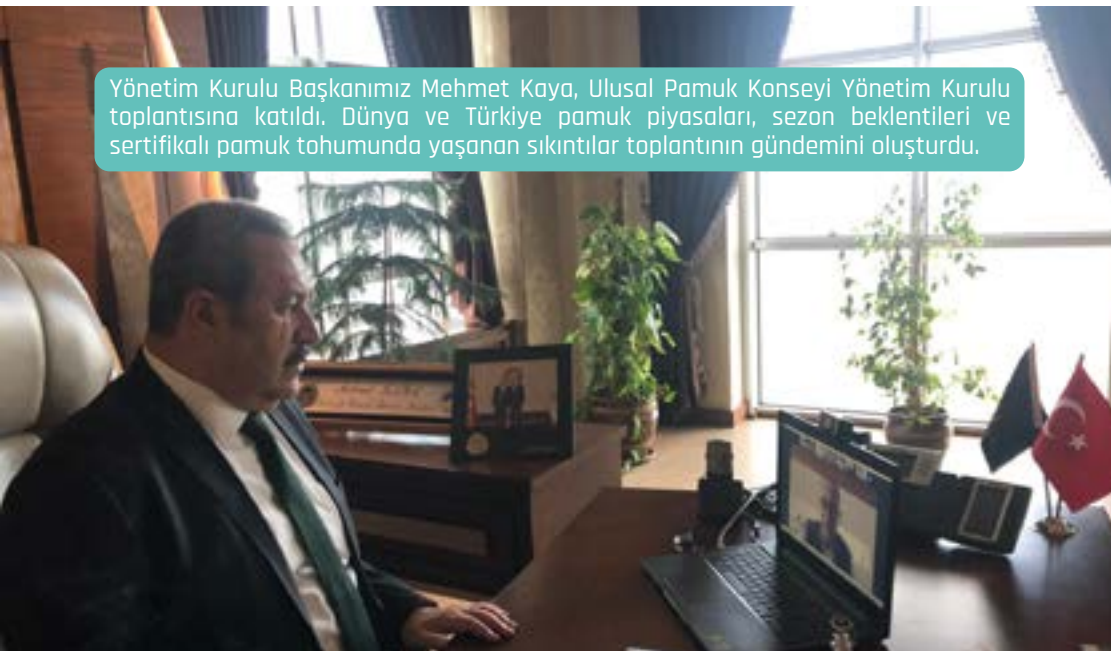 Yönetim Kurulu Başkanımız Mehmet Kaya, Ulusal Pamuk Konseyi Yönetim Kurulu
toplantısına katıldı. Dünya ve Türkiye pamuk piyasaları, sezon beklentileri ve
sertifikalı pamuk tohumunda yaşanan sıkıntılar toplantının gündemini oluşturdu.